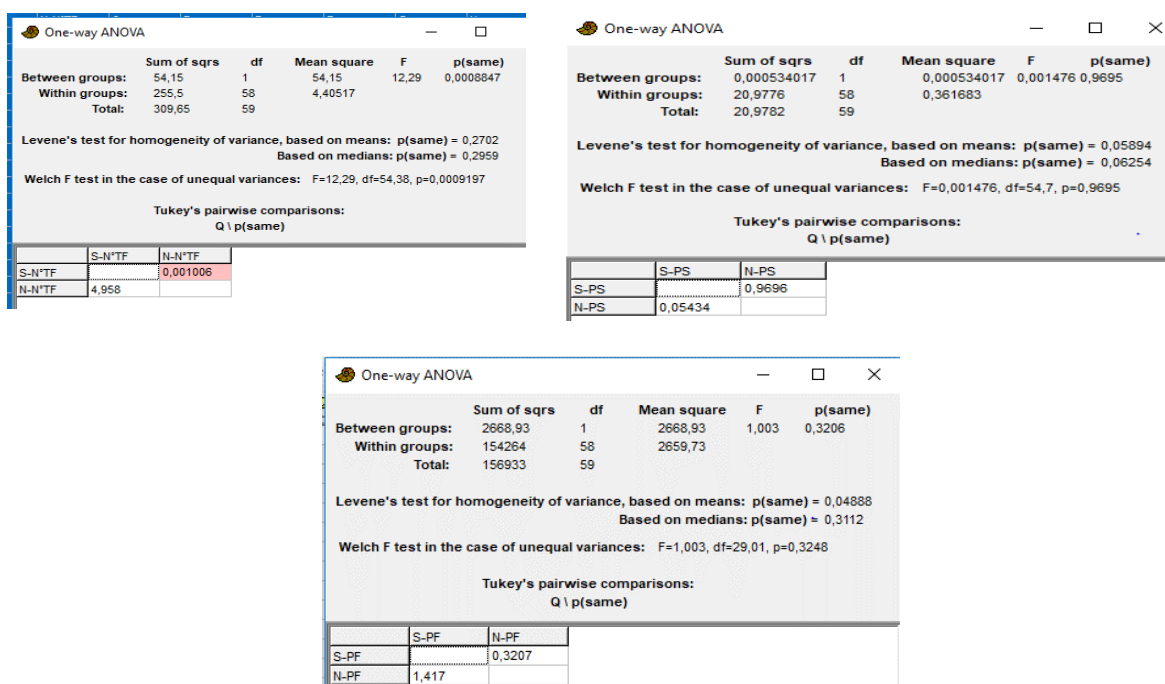 One-way ANOVA
Sum of sqrs df Mean square F p(same)
Between groups: 54,15 1 54,15 12,29 0,0008847
Within groups: 255,5 58 4,40517
Total: 309,65 59
Levene's test for homogeneity of variance, based on means: p(same) = 0,2702
Based on medians: p(same) = 0,2959
Welch F test in the case of unequal variances: F=12,29, df=54,38, p=0,0009197
Tukey's pairwise comparisons:
Q \ p(same)
S-N°TF N-N°TF
S-N°TF 0,001006
N-N°TF 4,958
One-way ANOVA
Sum of sqrs df Mean square F p(same)
Between groups: 0,000534017 1 0,000534017 0,001476 0,9695
Within groups: 20,9776 58 0,361683
Total: 20,9782 59
Levene's test for homogeneity of variance, based on means: p(same) = 0,05894
Based on medians: p(same) = 0,06254
Welch F test in the case of unequal variances: F=0,001476, df=54,7, p=0,9695
Tukey's pairwise comparisons:
Q \ p(same)
S-PS N-PS
S-PS 0,9696
N-PS 0,05434
One-way ANOVA
Sum of sqrs df Mean square F p(same)
Between groups: 2668,93 1 2668,93 1,003 0,3206
Within groups: 154264 58 2659,73
Total: 156933 59
Levene's test for homogeneity of variance, based on means: p(same) = 0,04888
Based on medians: p(same) = 0,3112
Welch F test in the case of unequal variances: F=1,003, df=29,01, p=0,3248
Tukey's pairwise comparisons:
Q \ p(same)
S-PF N-PF
S-PF 0,3207
N-PF 1,417